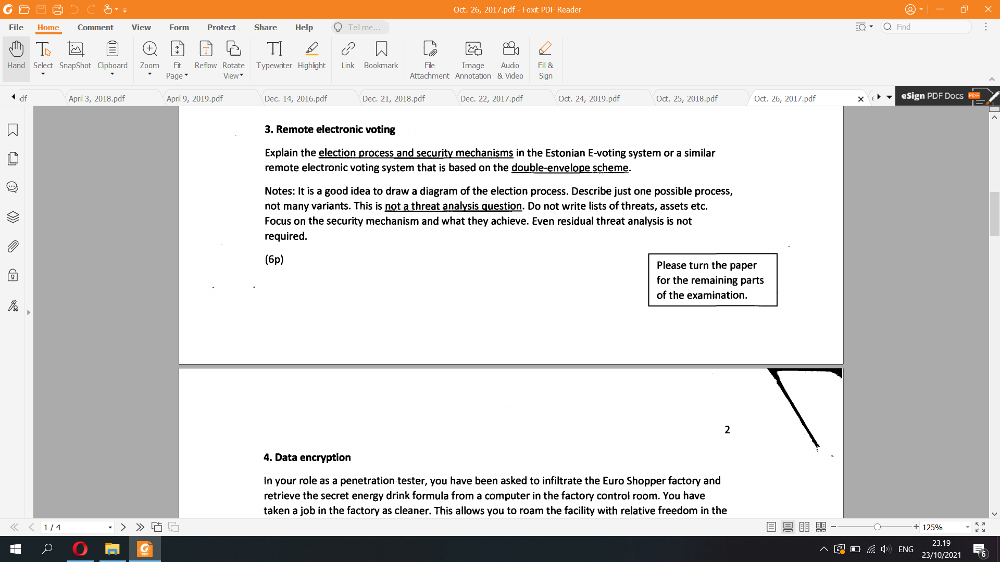 Oct. 26, 2017.pdf - Foxit PDF Reader
File Home Comment View Form Protect Share Help Tell me... Find
Hand Select SnapShot Clipboard Zoom Fit Page Reflow Rotate View Typewriter Highlight Link Bookmark File Attachment Image Annotation Audio & Video Fill & Sign
April 3, 2018.pdf April 9, 2019.pdf Dec. 14, 2016.pdf Dec. 21, 2018.pdf Dec. 22, 2017.pdf Oct. 24, 2019.pdf Oct. 25, 2018.pdf Oct. 26, 2017.pdf eSign PDF Docs PDF
3. Remote electronic voting
Explain the election process and security mechanisms in the Estonian E-voting system or a similar
remote electronic voting system that is based on the double-envelope scheme.
Notes: It is a good idea to draw a diagram of the election process. Describe just one possible process,
not many variants. This is not a threat analysis question. Do not write lists of threats, assets etc.
Focus on the security mechanism and what they achieve. Even residual threat analysis is not
required.
(6p)
Please turn the paper
for the remaining parts
of the examination.
2
4. Data encryption
In your role as a penetration tester, you have been asked to infiltrate the Euro Shopper factory and
retrieve the secret energy drink formula from a computer in the factory control room. You have
taken a job in the factory as cleaner. This allows you to roam the facility with relative freedom in the
1 / 4 125%
PDF ENG 23.19
23/10/2021 6